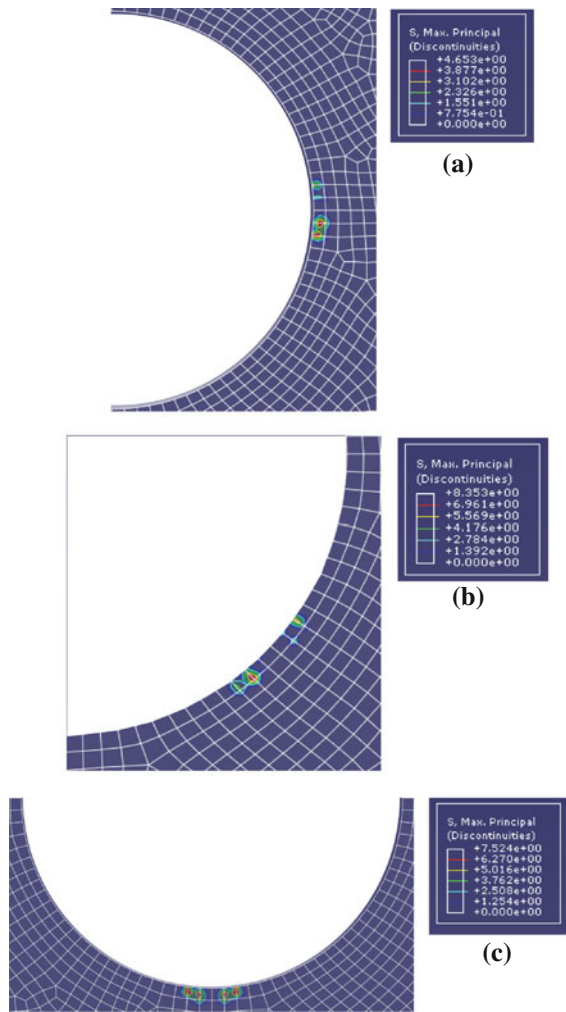 S, Max. Principal
(Discontinuities)
+4.653e+00
+3.877e+00
+3.102e+00
+2.326e+00
+1.551e+00
+7.754e-01
+0.000e+00
(a)
S, Max. Principal
(Discontinuities)
+8.353e+00
+6.961e+00
+5.569e+00
+4.176e+00
+2.784e+00
+1.392e+00
+0.000e+00
(b)
S, Max. Principal
(Discontinuities)
+7.524e+00
+6.270e+00
+5.016e+00
+3.762e+00
+2.508e+00
+1.254e+00
+0.000e+00
(c)